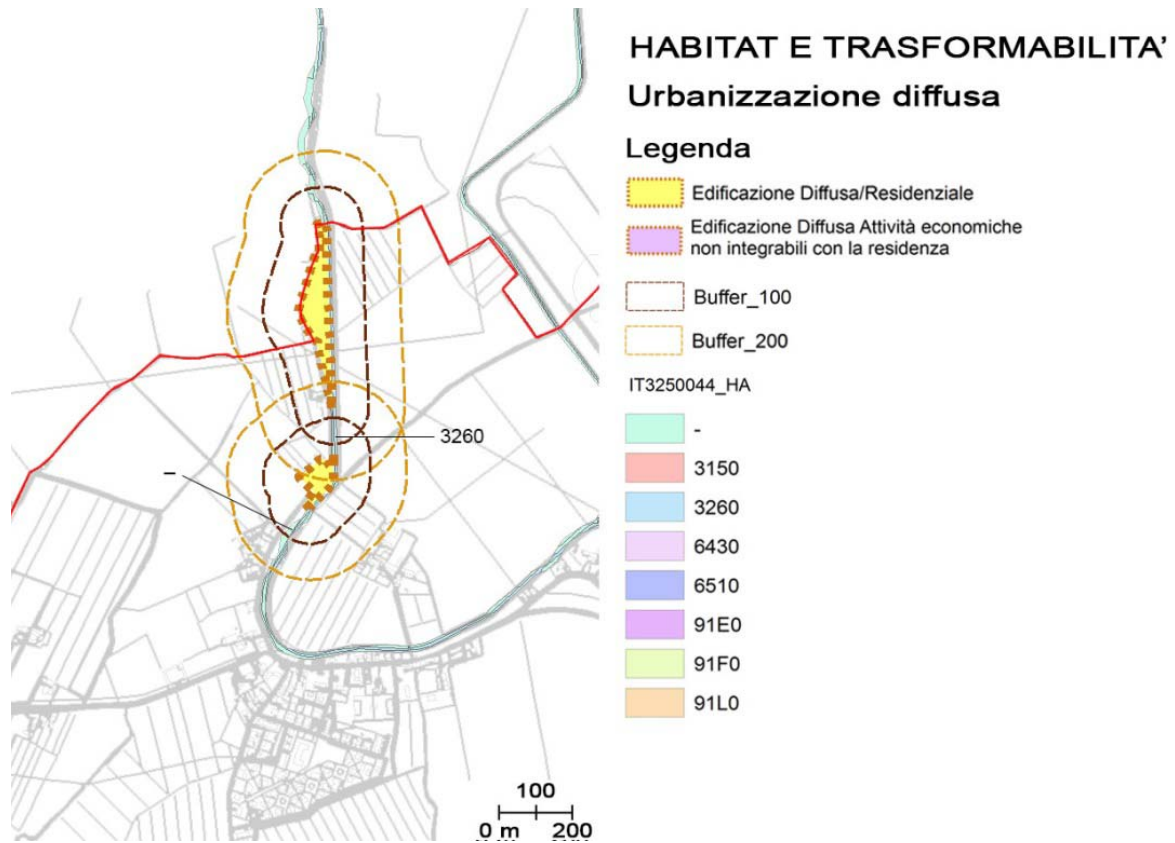 HABITAT E TRASFORMABILITA'
Urbanizzazione diffusa
Legenda
Edificazione Diffusa/Residenziale
Edificazione Diffusa Attività economiche
non integrabili con la residenza
Buffer_100
Buffer_200
IT3250044_HA
-
3150
3260
6430
6510
91E0
91F0
91L0
3260
–
100
0 m 200